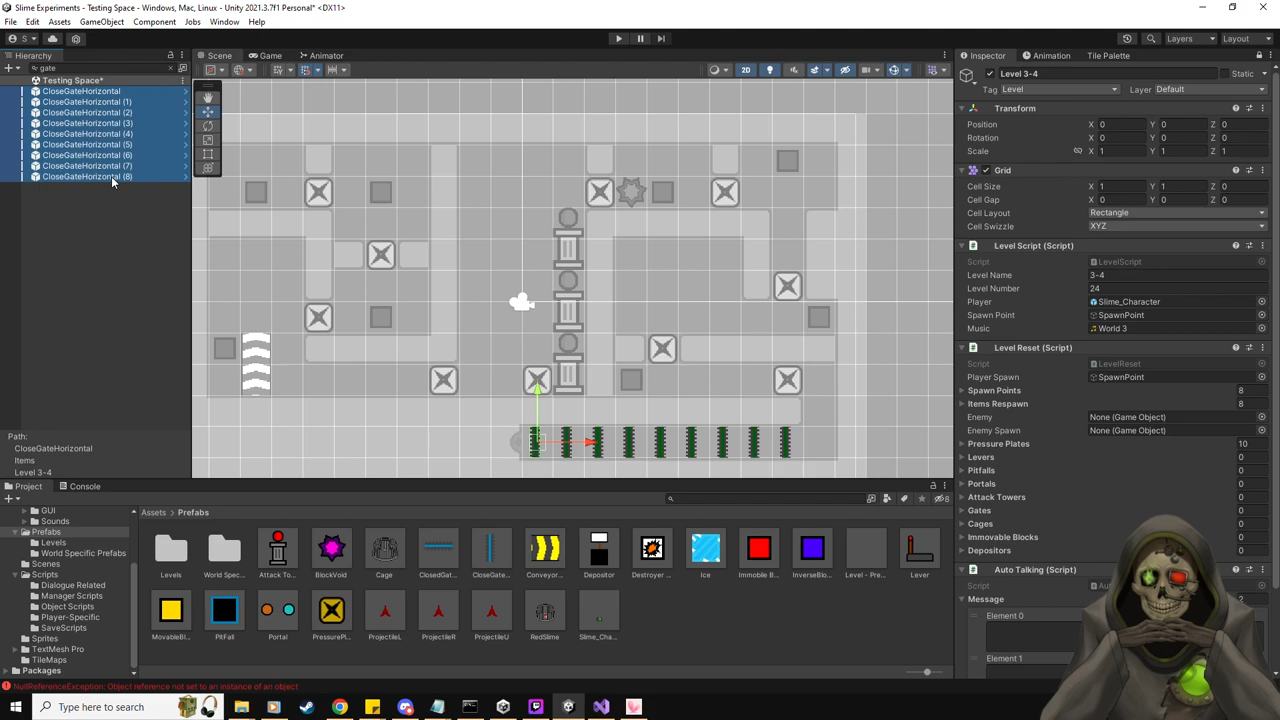 Slime Experiments - Testing Space - Windows, Mac, Linux - Unity 2021.3.7f1 Personal* <DX11>
File Edit Assets GameObject Component Jobs Window Help
S
Layers Layout
Hierarchy
Scene Game Animator
Inspector Animation Tile Palette
gate
Testing Space*
CloseGateHorizontal
CloseGateHorizontal (1)
CloseGateHorizontal (2)
CloseGateHorizontal (3)
CloseGateHorizontal (4)
CloseGateHorizontal (5)
CloseGateHorizontal (6)
CloseGateHorizontal (7)
CloseGateHorizontal (8)
Path:
CloseGateHorizontal
Items
Level 3-4
2D
Level 3-4 Static
Tag Level Layer Default
Transform
Position X 0 Y 0 Z 0
Rotation X 0 Y 0 Z 0
Scale X 1 Y 1 Z 1
Grid
Cell Size X 1 Y 1 Z 0
Cell Gap X 0 Y 0 Z 0
Cell Layout Rectangle
Cell Swizzle XYZ
Level Script (Script)
Script LevelScript
Level Name 3-4
Level Number 24
Player Slime_Character
Spawn Point SpawnPoint
Music World 3
Level Reset (Script)
Script LevelReset
Player Spawn SpawnPoint
Spawn Points 8
Items Respawn 8
Enemy None (Game Object)
Enemy Spawn None (Game Object)
Pressure Plates 10
Levers 0
Pitfalls 0
Portals 0
Attack Towers 0
Gates 0
Cages 0
Immovable Blocks 0
Depositors 0
Auto Talking (Script)
Script
Message
Element 0
Element 1
Project Console
8
GUI
Sounds
Prefabs
Levels
World Specific Prefabs
Scenes
Scripts
Dialogue Related
Manager Scripts
Object Scripts
Player-Specific
SaveScripts
Sprites
TextMesh Pro
TileMaps
Packages
Assets > Prefabs
Levels World Spec... Attack To... BlockVoid Cage ClosedGat... CloseGate... Conveyor... Depositor Destroyer ... Ice Immobile B... InverseBlo... Level - Pre... Lever
MovableBl... PitFall Portal PressurePl... ProjectileL ProjectileR ProjectileU RedSlime Slime_Cha...
NullReferenceException: Object reference not set to an instance of an object
Type here to search